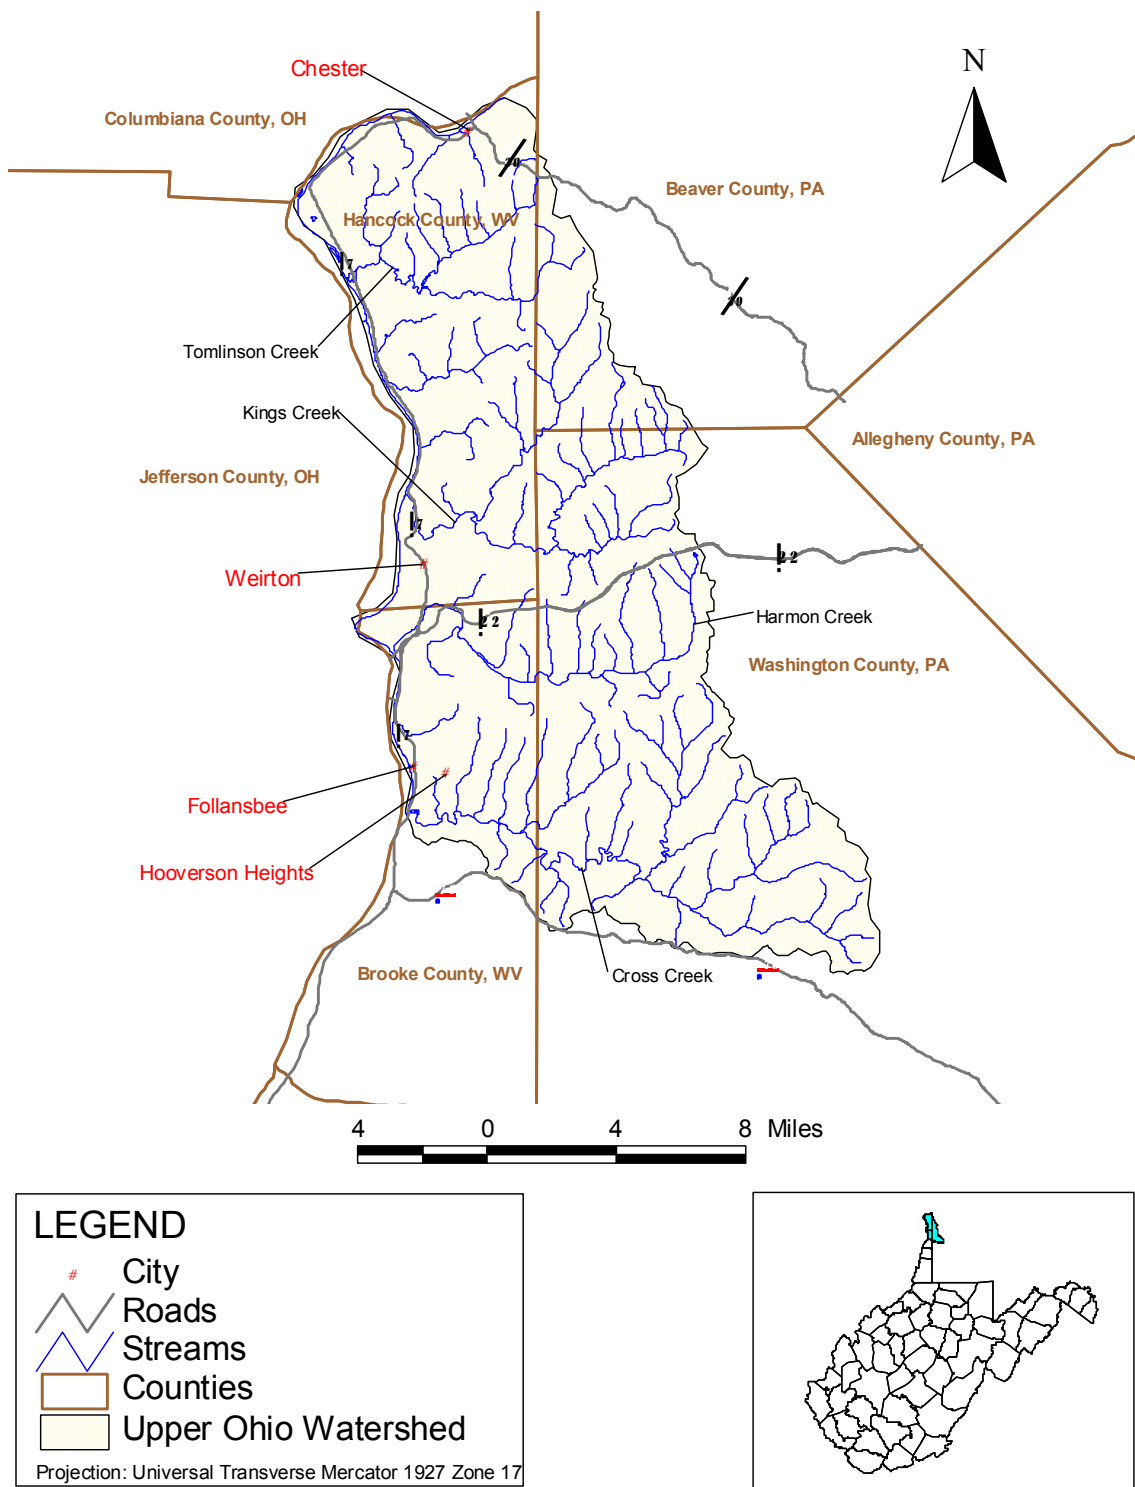 N
Chester
Columbiana County, OH
Beaver County, PA
Hancock County, WV
Tomlinson Creek
Kings Creek
Allegheny County, PA
Jefferson County, OH
22
Weirton
22
Harmon Creek
Washington County, PA
Follansbee
Hooverson Heights
Brooke County, WV
Cross Creek
4 0 4 8 Miles
LEGEND
# City
Roads
Streams
Counties
Upper Ohio Watershed
Projection: Universal Transverse Mercator 1927 Zone 17